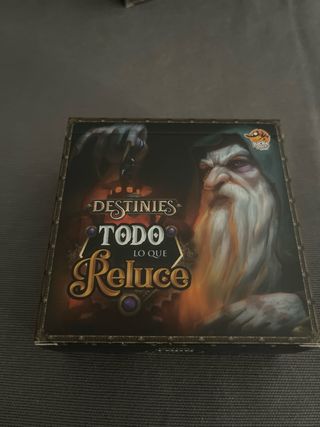 DESTINIES
TODO
LO QUE
Reluce